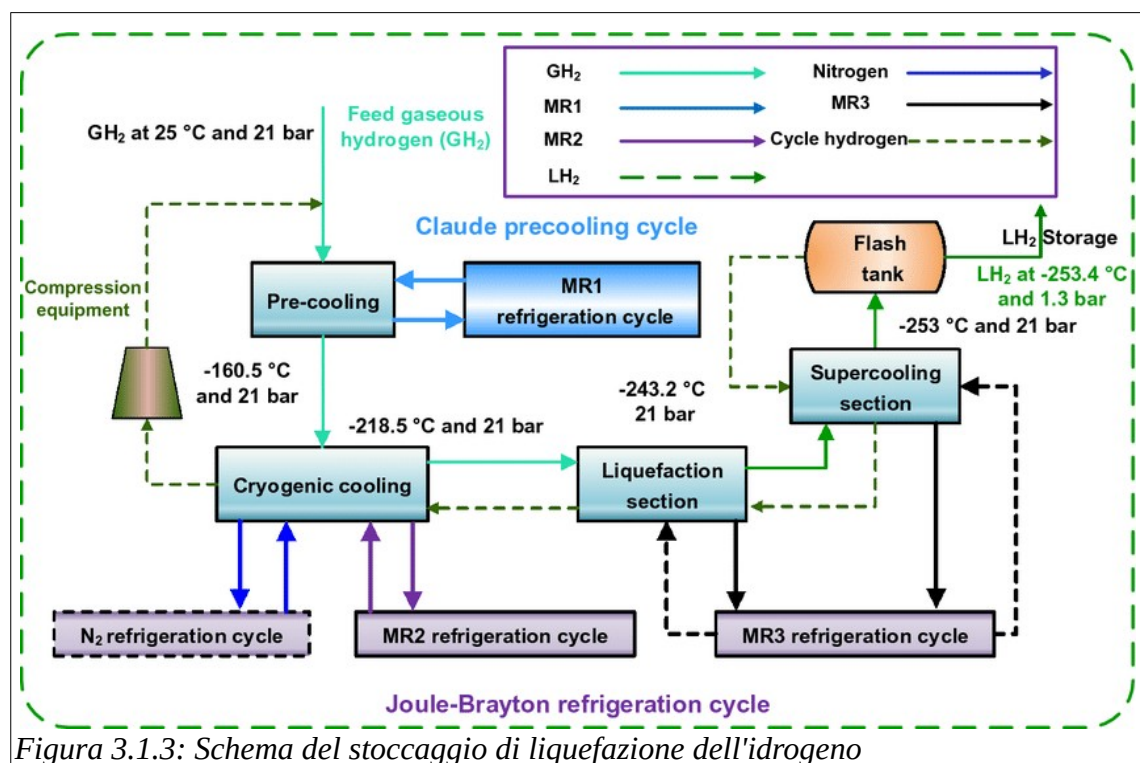 GH₂
Nitrogen
MR1
MR3
MR2
Cycle hydrogen
LH₂
GH₂ at 25 °C and 21 bar
Feed gaseous
hydrogen (GH₂)
Claude precooling cycle
Compression
equipment
Pre-cooling
MR1
refrigeration cycle
Flash
tank
LH₂ Storage
LH₂ at -253.4 °C
and 1.3 bar
-253 °C and 21 bar
-160.5 °C
and 21 bar
-243.2 °C
21 bar
Supercooling
section
-218.5 °C and 21 bar
Cryogenic cooling
Liquefaction
section
N₂ refrigeration cycle
MR2 refrigeration cycle
MR3 refrigeration cycle
Joule-Brayton refrigeration cycle
Figura 3.1.3: Schema del stoccaggio di liquefazione dell'idrogeno